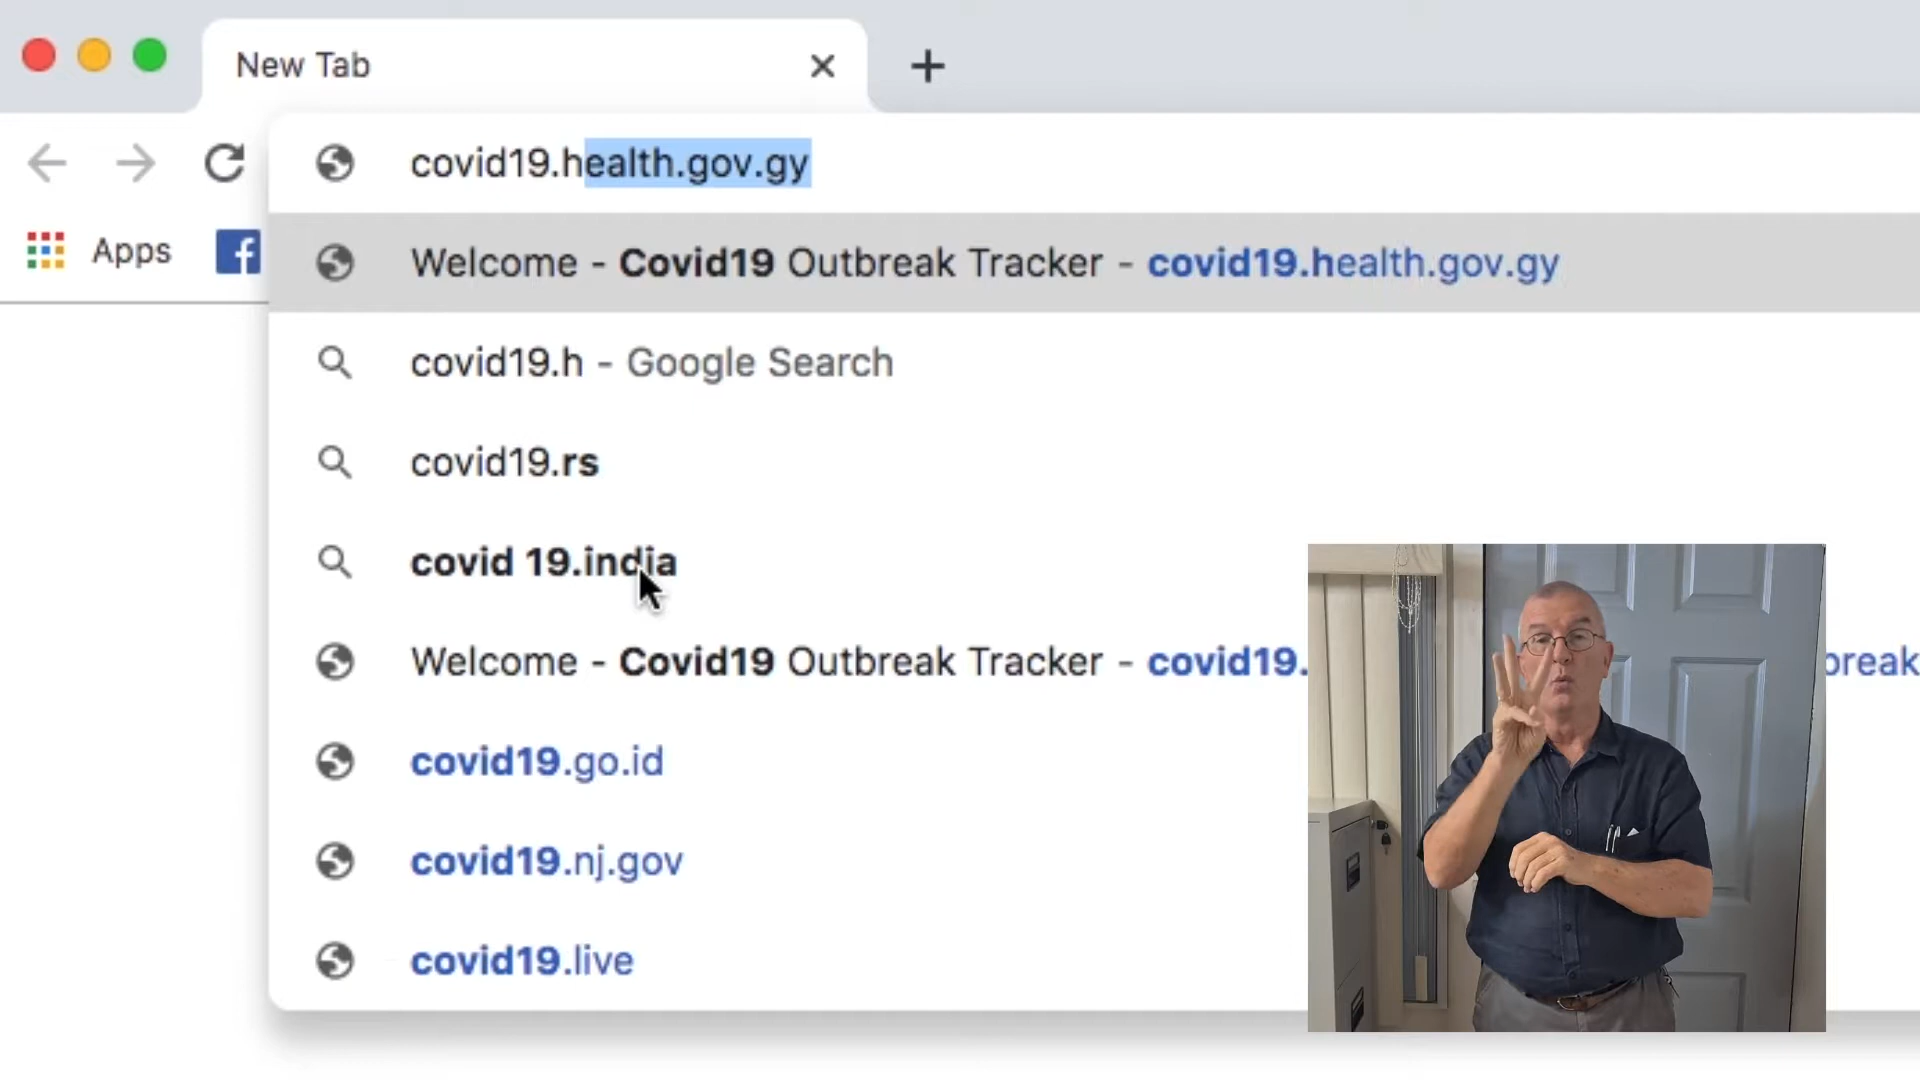 New Tab
covid19.health.gov.gy
Apps
Welcome - Covid19 Outbreak Tracker - covid19.health.gov.gy
covid19.h - Google Search
covid19.rs
covid 19.india
Welcome - Covid19 Outbreak Tracker - covid19. break
covid19.go.id
covid19.nj.gov
covid19.live